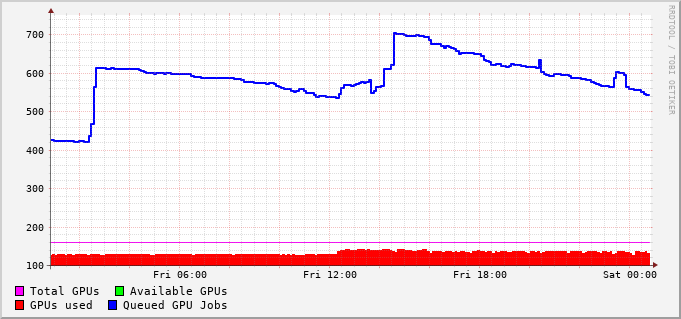 700
600
500
400
300
200
100
Fri 06:00 Fri 12:00 Fri 18:00 Sat 00:00
Total GPUs Available GPUs
GPUs used Queued GPU Jobs
RRDTOOL / TOBI OETIKER